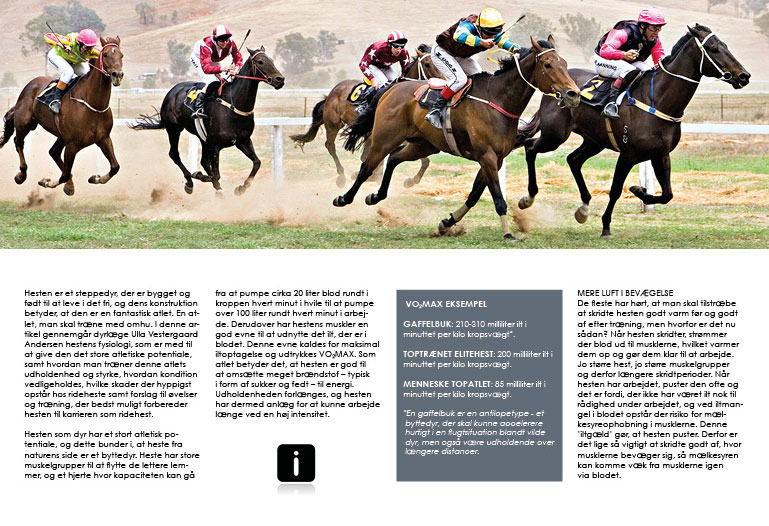 Hesten er et steppedyr, der er bygget og
født til at leve i det fri, og dens konstruktion
betyder, at den er en fantastisk atlet. En at-
let, man skal træne med omhu. I denne ar-
tikel gennemgår dyrlæge Ulla Vestergaard
Andersen hestens fysiologi, som er med til
at give den det store atletiske potentiale,
samt hvordan man træner denne atlets
udholdenhed og styrke, hvordan kondition
vedligeholdes, hvilke skader der hyppigst
opstår hos rideheste samt forslag til øvelser
og træning, der bedst muligt forbereder
hesten til karrieren som ridehest.
Hesten som dyr har et stort atletisk po-
tentiale, og dette bunder i, at heste fra
naturens side er et byttedyr. Heste har store
muskelgrupper til at flytte de lettere lem-
mer, og et hjerte hvor kapaciteten kan gå
fra at pumpe cirka 20 liter blod rundt i
kroppen hvert minut i hvile til at pumpe
over 100 liter rundt hvert minut i arbej-
de. Derudover har hestens muskler en
god evne til at udnytte det ilt, der er i
blodet. Denne evne kaldes for maksimal
iltoptagelse og udtrykkes VO₂MAX. Som
atlet betyder det, at hesten er god til
at omsætte meget brændstof – typisk
i form af sukker og fedt – til energi.
Udholdenheden forlænges, og hesten
har dermed anlæg for at kunne arbejde
længe ved en høj intensitet.
i
VO₂MAX EKSEMPEL
GAFFELBUK: 210-310 milliliter ilt i
minuttet per kilo kropsvægt*.
TOPTRÆNET ELITEHEST: 200 milliliter ilt i
minuttet per kilo kropsvægt.
MENNESKE TOPATLET: 85 milliliter ilt i
minuttet per kilo kropsvægt.
*En gaffelbuk er en antilopetype - et
byttedyr, der skal kunne accelerere
hurtigt i en flugtsituation blandt vilde
dyr, men også være udholdende over
længere distancer.
MERE LUFT I BEVÆGELSE
De fleste har hørt, at man skal tilstræbe
at skridte hesten godt varm før og godt
af efter træning, men hvorfor er det nu
sådan? Når hesten skridter, strømmer
der blod ud til musklerne, hvilket varmer
dem op og gør dem klar til at arbejde.
Jo større hest, jo større muskelgrupper
og derfor længere skridtperioder. Når
hesten har arbejdet, puster den ofte og
det er fordi, der ikke har været ilt nok til
rådighed under arbejdet, og ved iltman-
gel i blodet opstår der risiko for mæl-
kesyreophobning i musklerne. Denne
"iltgæld" gør, at hesten puster. Derfor er
det lige så vigtigt at skridte godt af, hvor
musklerne bevæger sig, så mælkesyren
kan komme væk fra musklerne igen
via blodet.